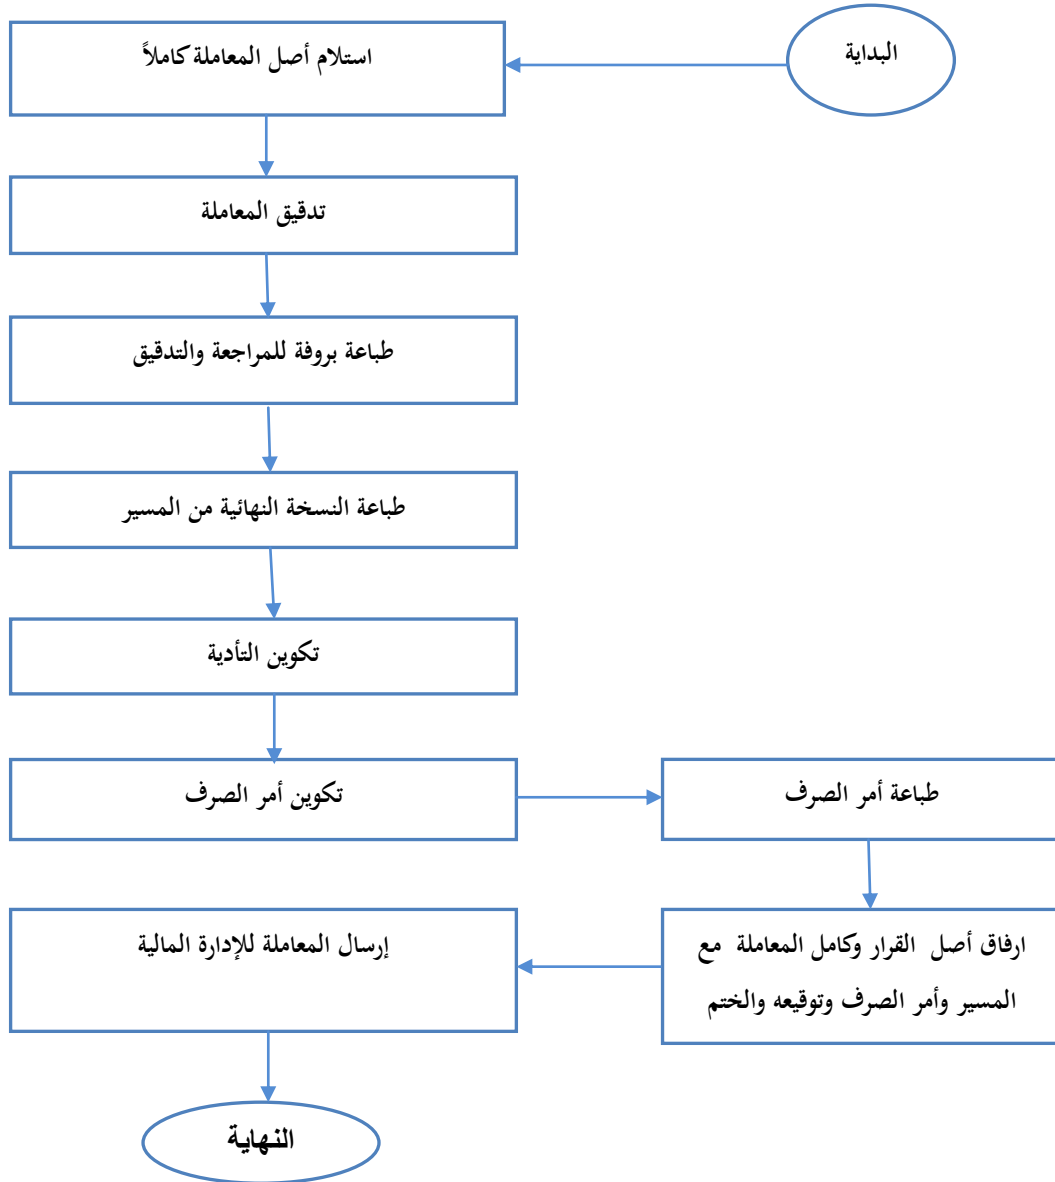 البداية
استلام أصل المعاملة كاملاً
تدقيق المعاملة
طباعة بروفة للمراجعة والتدقيق
طباعة النسخة النهائية من المسير
تكوين التأدية
تكوين أمر الصرف
طباعة أمر الصرف
ارفاق أصل القرار وكامل المعاملة مع
المسير وأمر الصرف وتوقيعه والختم
إرسال المعاملة للإدارة المالية
النهاية